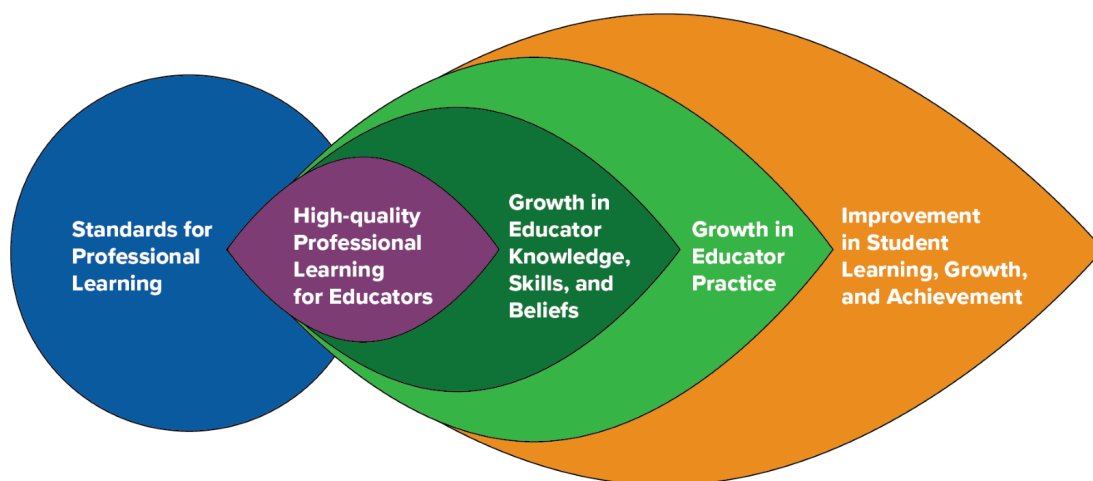 Standards for
Professional
Learning
High-quality
Professional
Learning
for Educators
Growth in
Educator
Knowledge,
Skills, and
Beliefs
Growth in
Educator
Practice
Improvement
in Student
Learning, Growth,
and Achievement